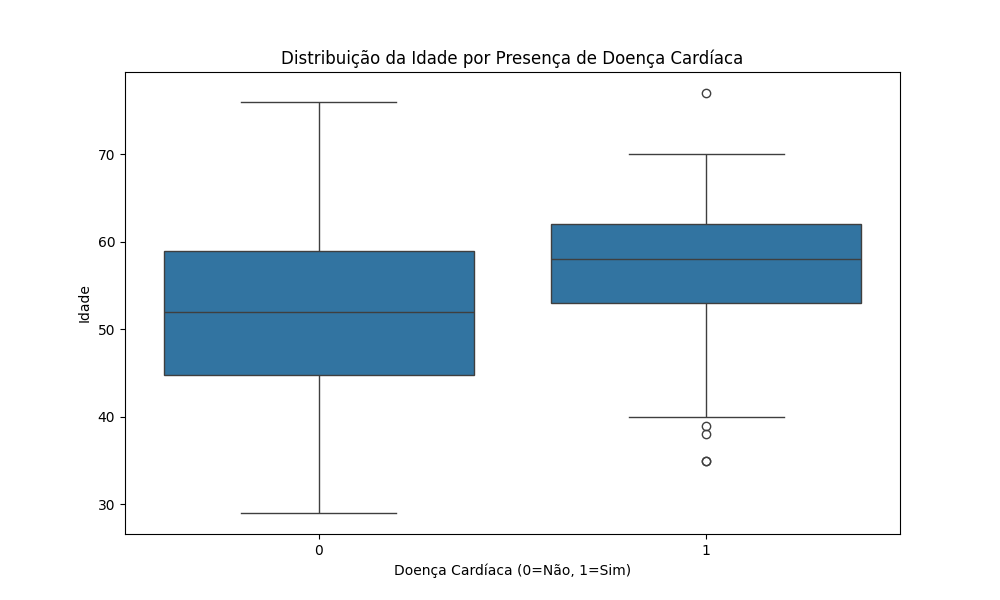 Distribuição da Idade por Presença de Doença Cardíaca
Idade
70
60
50
40
30
0
1
Doença Cardíaca (0=Não, 1=Sim)